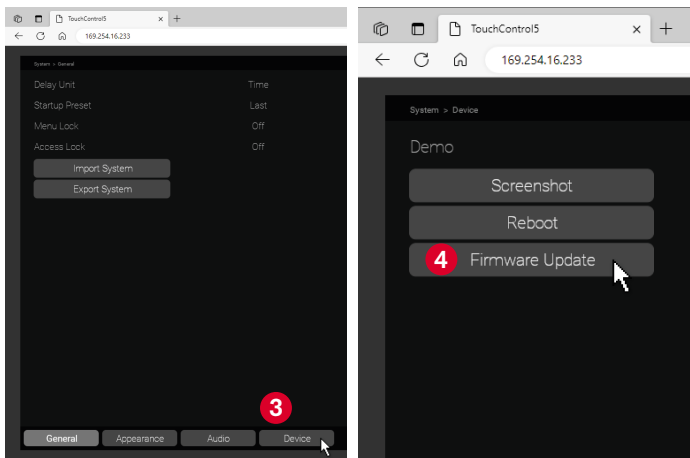 TouchControl5
169.254.16.233
System > General
Delay Unit Time
Startup Preset Last
Menu Lock Off
Access Lock Off
Import System
Export System
3
General Appearance Audio Device
TouchControl5
169.254.16.233
System > Device
Demo
Screenshot
Reboot
4 Firmware Update